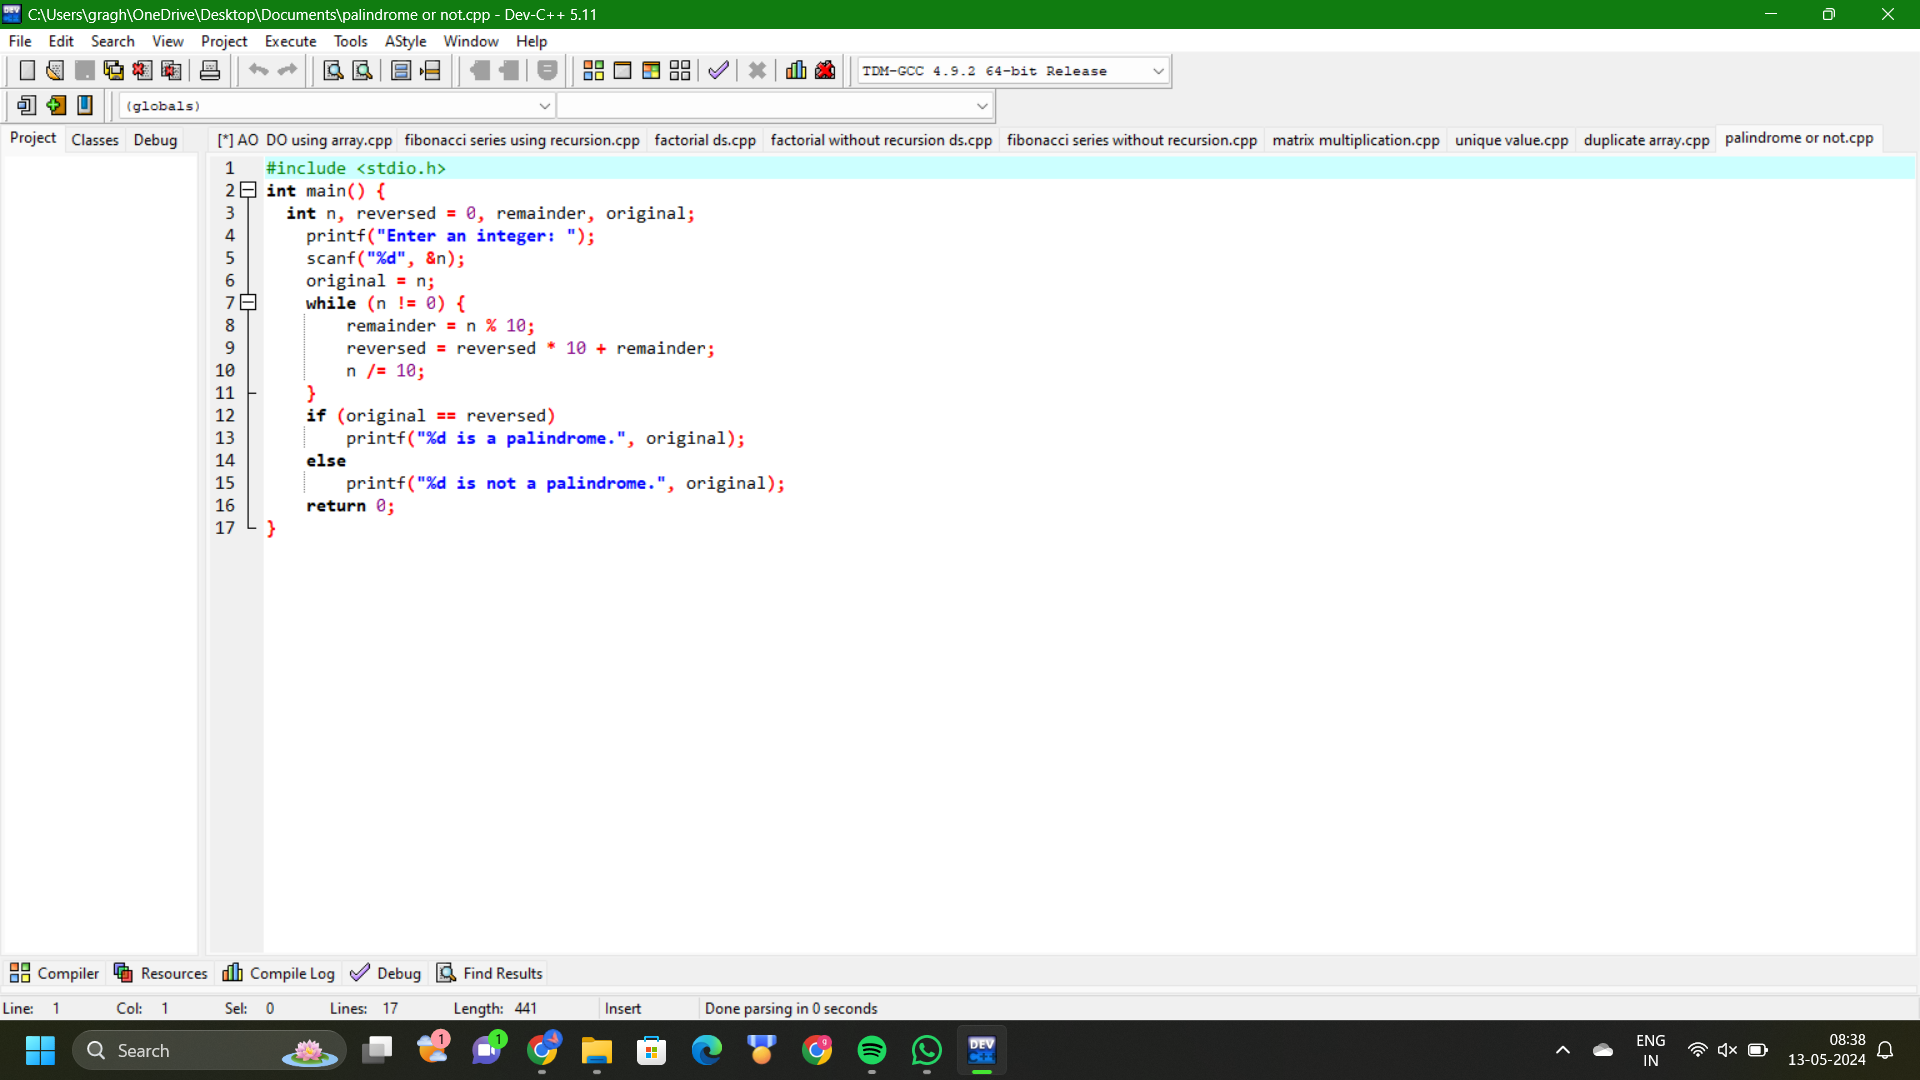 C:\Users\gragh\OneDrive\Desktop\Documents\palindrome or not.cpp - Dev-C++ 5.11
File Edit Search View Project Execute Tools AStyle Window Help
TDM-GCC 4.9.2 64-bit Release
(globals)
Project Classes Debug
[*] AO DO using array.cpp fibonacci series using recursion.cpp factorial ds.cpp factorial without recursion ds.cpp fibonacci series without recursion.cpp matrix multiplication.cpp unique value.cpp duplicate array.cpp palindrome or not.cpp
1 #include <stdio.h>
2 int main() {
3 int n, reversed = 0, remainder, original;
4 printf("Enter an integer: ");
5 scanf("%d", &n);
6 original = n;
7 while (n != 0) {
8 remainder = n % 10;
9 reversed = reversed * 10 + remainder;
10 n /= 10;
11 }
12 if (original == reversed)
13 printf("%d is a palindrome.", original);
14 else
15 printf("%d is not a palindrome.", original);
16 return 0;
17 }
Compiler Resources Compile Log Debug Find Results
Line: 1 Col: 1 Sel: 0 Lines: 17 Length: 441 Insert Done parsing in 0 seconds
Search 1 1 9 DEV C++
ENG
IN
08:38
13-05-2024